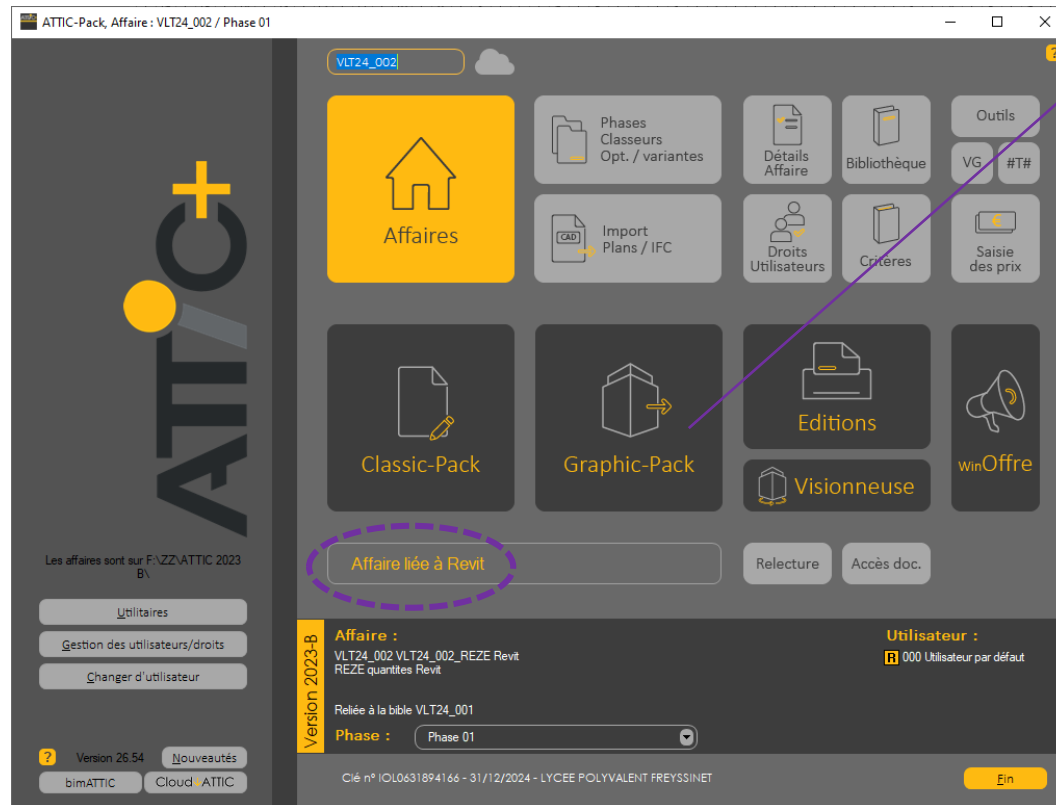 ATTIC-Pack, Affaire : VLT24_002 / Phase 01
VLT24_002
?
Affaires
Phases
Classeurs
Opt. / variantes
Import
Plans / IFC
CAD
Détails
Affaire
Bibliothèque
Outils
VG
#T#
Droits
Utilisateurs
Critères
€
Saisie
des prix
ATTIC+
Classic-Pack
Graphic-Pack
Editions
Visionneuse
winOffre
Affaire liée à Revit
Relecture
Accès doc.
Les affaires sont sur F:\ZZ\ATTIC 2023
B\
Utilitaires
Gestion des utilisateurs/droits
Changer d'utilisateur
? Version 26.54
Nouveautés
bimATTIC
Cloud ATTIC
Version 2023-B
Affaire :
VLT24_002 VLT24_002_REZE Revit
REZE quantites Revit
Reliée à la bible VLT24_001
Phase : Phase 01
Utilisateur :
R 000 Utilisateur par défaut
Clé n° IOL0631894166 - 31/12/2024 - LYCEE POLYVALENT FREYSSINET
Fin